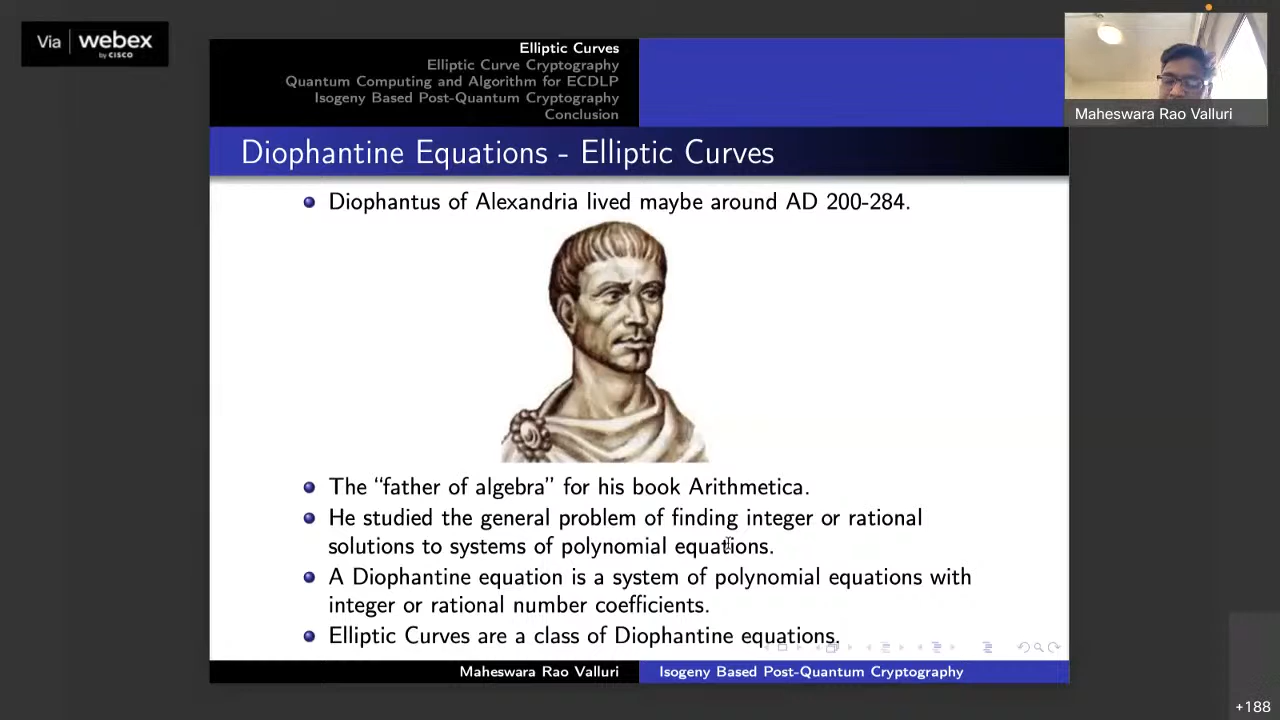 Via webex
by CISCO
Elliptic Curves
Elliptic Curve Cryptography
Quantum Computing and Algorithm for ECDLP
Isogeny Based Post-Quantum Cryptography
Conclusion
Maheswara Rao Valluri
Diophantine Equations - Elliptic Curves
Diophantus of Alexandria lived maybe around AD 200-284.
The “father of algebra” for his book Arithmetica.
He studied the general problem of finding integer or rational
solutions to systems of polynomial equations.
A Diophantine equation is a system of polynomial equations with
integer or rational number coefficients.
Elliptic Curves are a class of Diophantine equations.
Maheswara Rao Valluri
Isogeny Based Post-Quantum Cryptography
+188